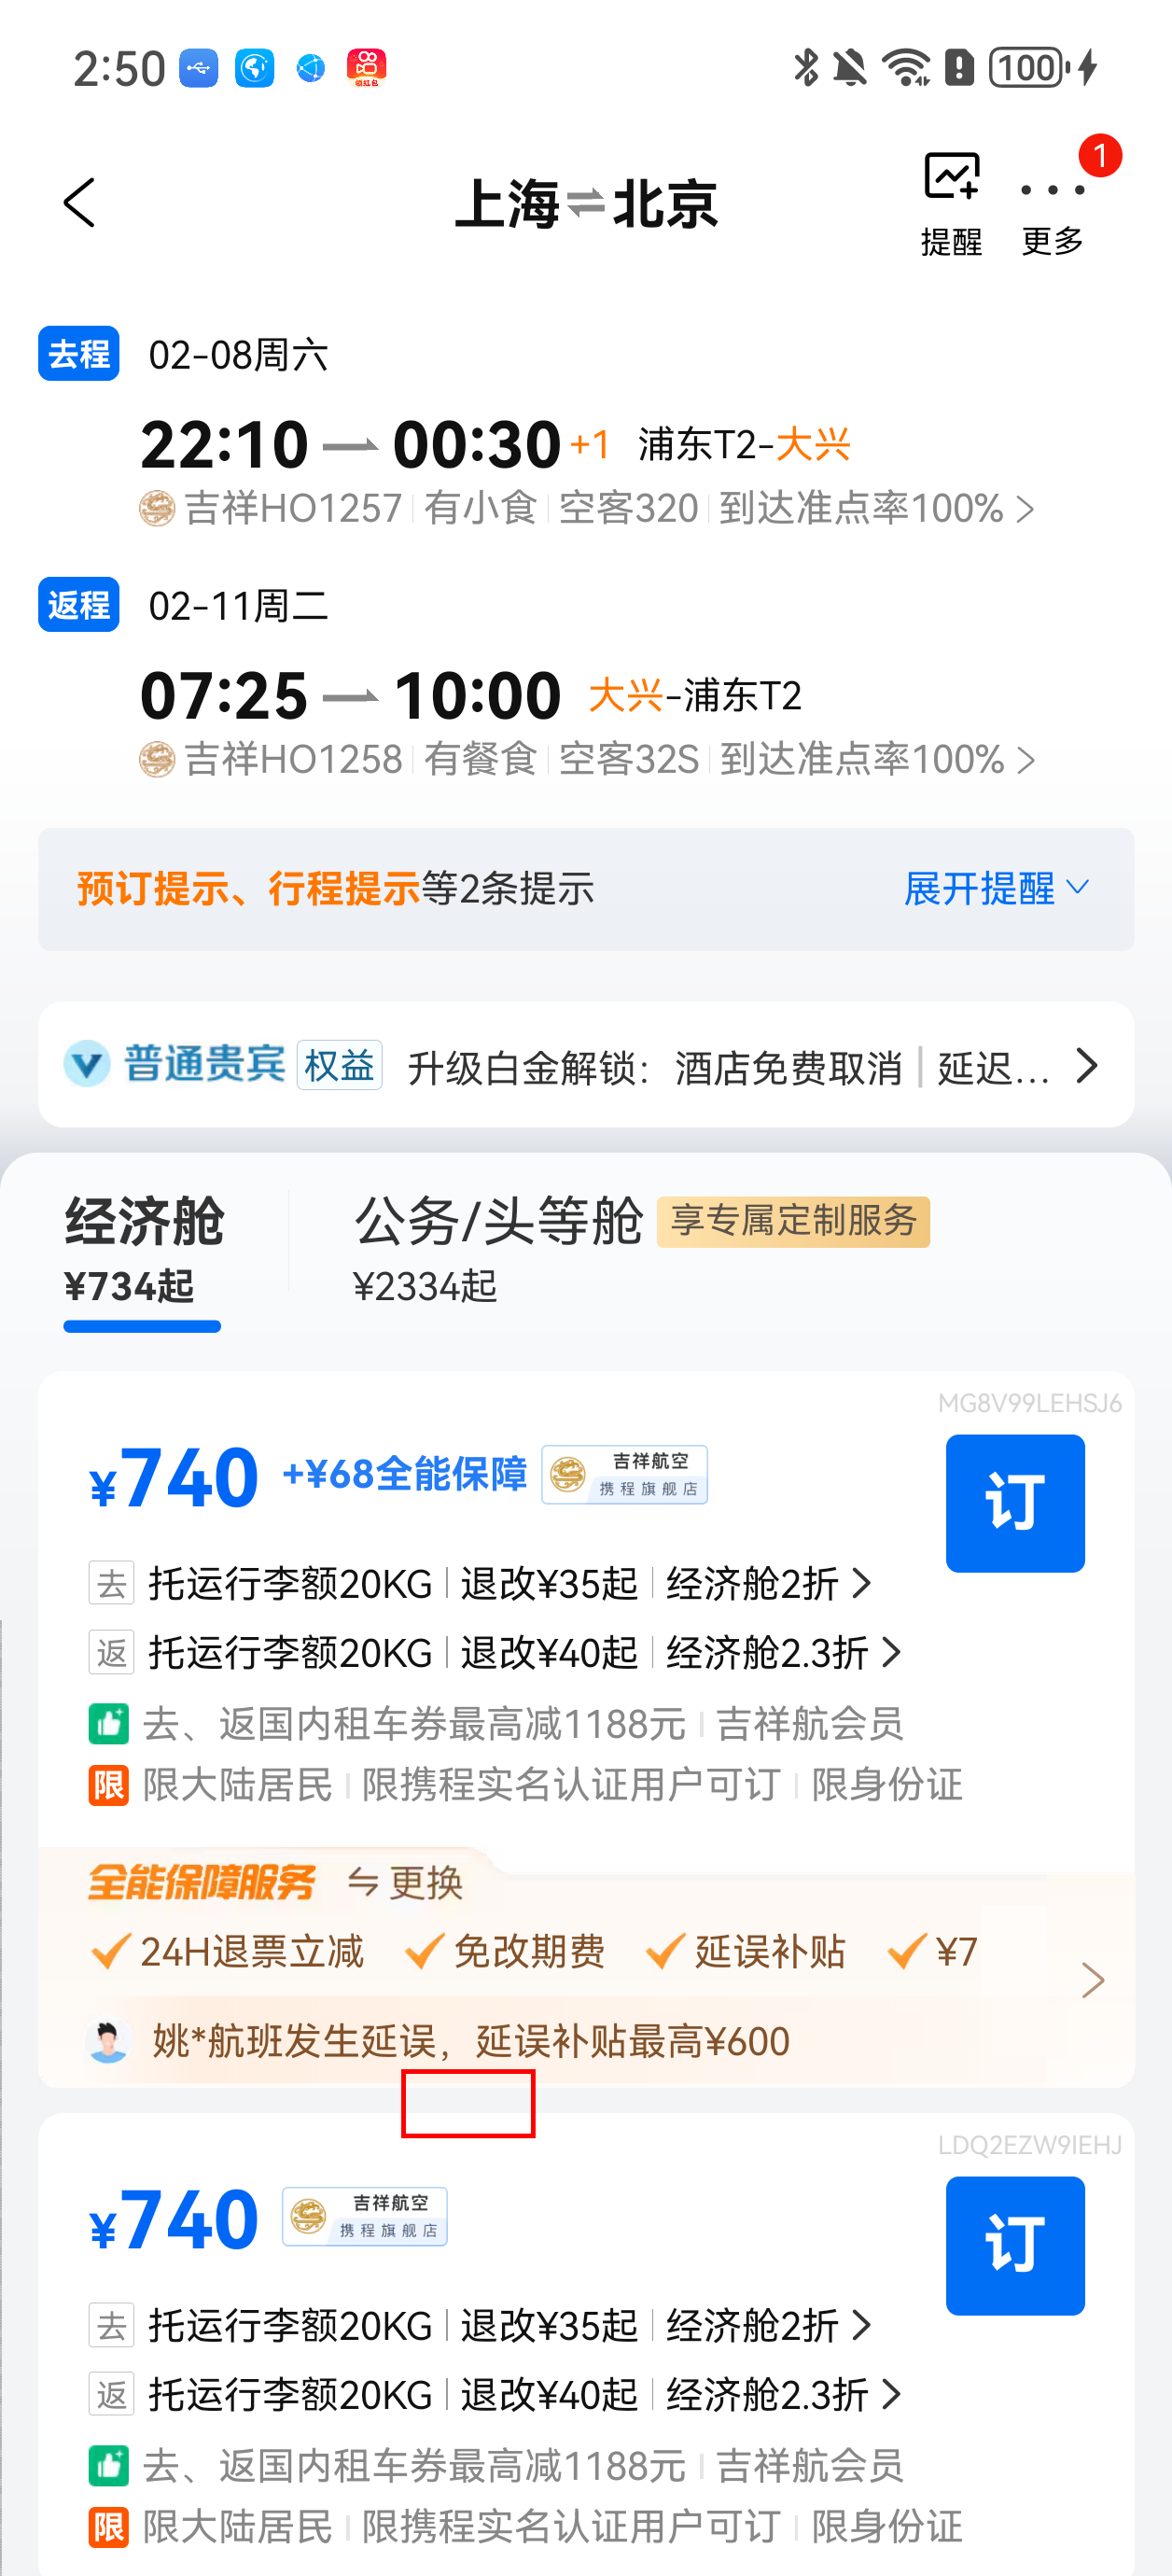 2:50
领红包
100
上海⇌北京
提醒
更多
1
去程 02-08周六
22:10 00:30 +1 浦东T2-大兴
吉祥HO1257 有小食 空客320 到达准点率100%
返程 02-11周二
07:25 10:00 大兴-浦东T2
吉祥HO1258 有餐食 空客32S 到达准点率100%
预订提示、行程提示等2条提示 展开提醒
普通贵宾 权益 升级白金解锁：酒店免费取消 | 延迟...
经济舱 公务/头等舱 享专属定制服务
¥734起 ¥2334起
MG8V99LEHSJ6
¥740 +¥68全能保障 吉祥航空 携程旗舰店
订
去 托运行李额20KG 退改¥35起 经济舱2折
返 托运行李额20KG 退改¥40起 经济舱2.3折
去、返国内租车券最高减1188元 吉祥航会员
限 限大陆居民 限携程实名认证用户可订 限身份证
全能保障服务 更换
24H退票立减 免改期费 延误补贴 ¥7
姚*航班发生延误，延误补贴最高¥600
LDQ2EZW9IEHJ
¥740 吉祥航空 携程旗舰店
订
去 托运行李额20KG 退改¥35起 经济舱2折
返 托运行李额20KG 退改¥40起 经济舱2.3折
去、返国内租车券最高减1188元 吉祥航会员
限 限大陆居民 限携程实名认证用户可订 限身份证